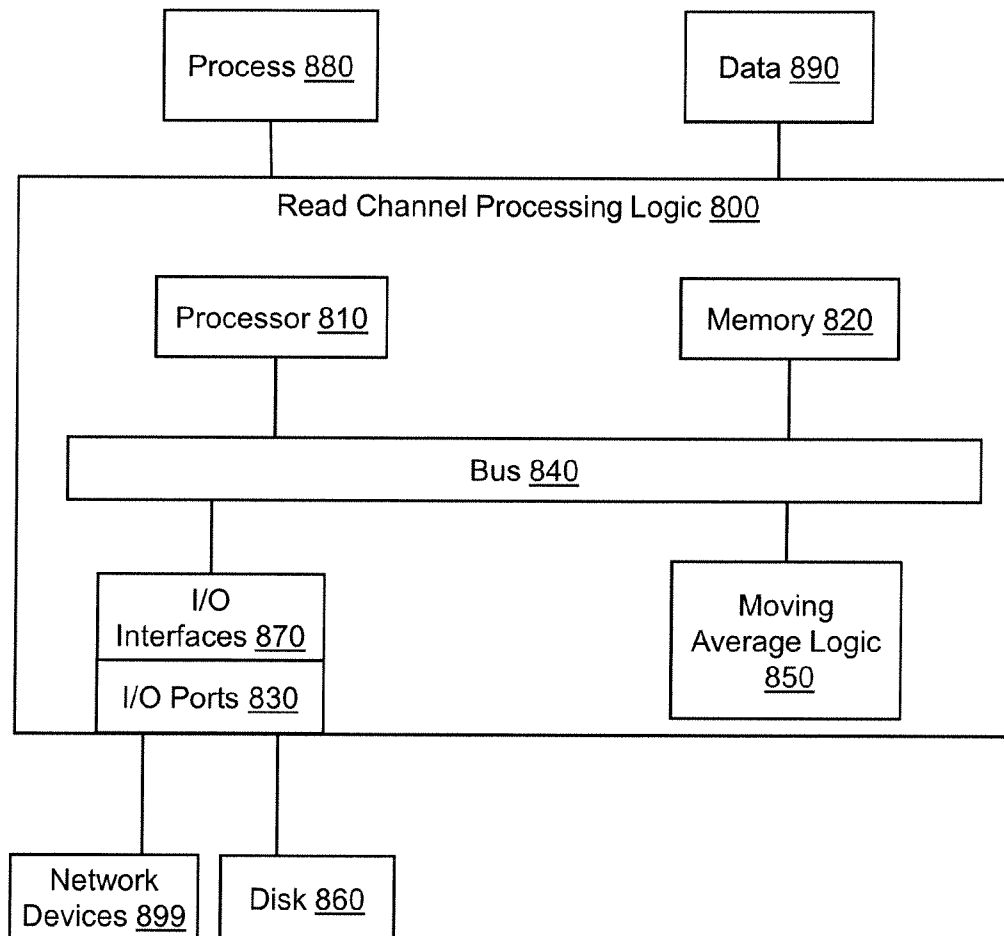 Process 880
Data 890
Read Channel Processing Logic 800
Processor 810
Memory 820
Bus 840
I/O
Interfaces 870
I/O Ports 830
Moving
Average Logic
850
Network
Devices 899
Disk 860